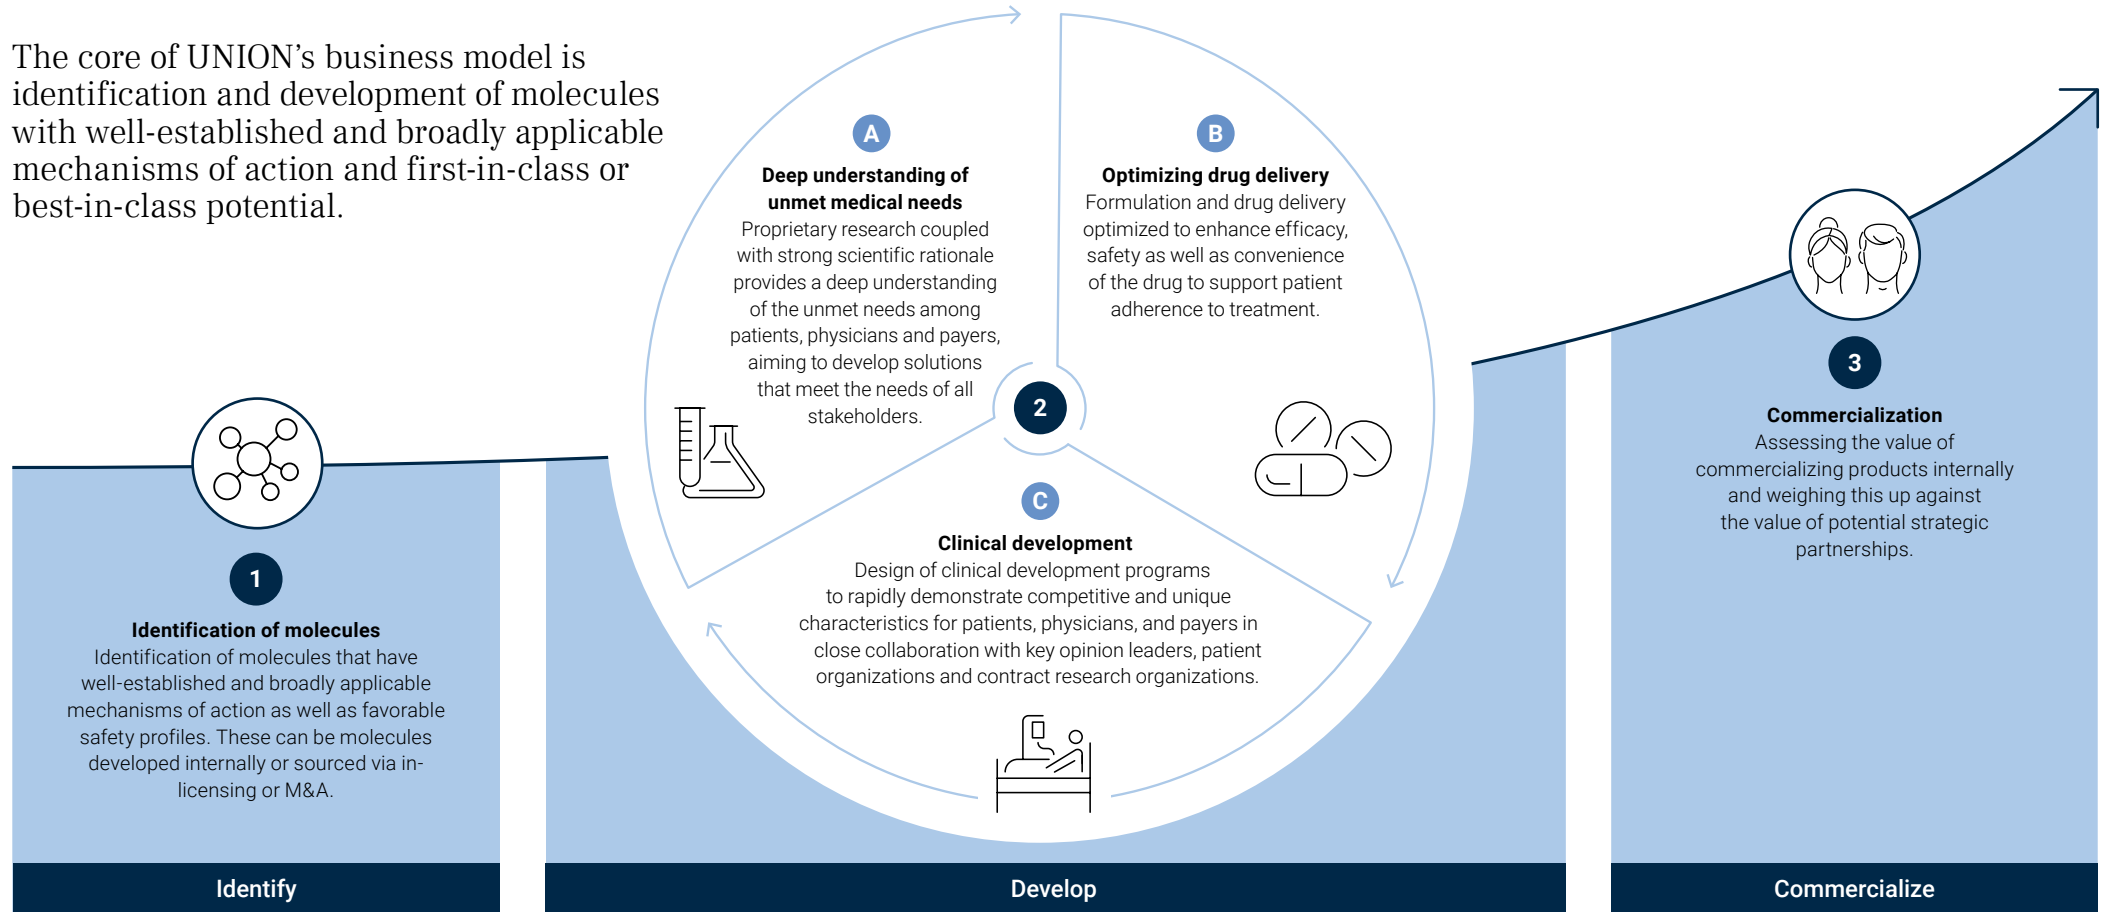 The core of UNION’s business model is
identification and development of molecules
with well-established and broadly applicable
mechanisms of action and first-in-class or
best-in-class potential.
1
Identification of molecules
Identification of molecules that have
well-established and broadly applicable
mechanisms of action as well as favorable
safety profiles. These can be molecules
developed internally or sourced via in-
licensing or M&A.
Identify
2
A
Deep understanding of
unmet medical needs
Proprietary research coupled
with strong scientific rationale
provides a deep understanding
of the unmet needs among
patients, physicians and payers,
aiming to develop solutions
that meet the needs of all
stakeholders.
B
Optimizing drug delivery
Formulation and drug delivery
optimized to enhance efficacy,
safety as well as convenience
of the drug to support patient
adherence to treatment.
C
Clinical development
Design of clinical development programs
to rapidly demonstrate competitive and unique
characteristics for patients, physicians, and payers in
close collaboration with key opinion leaders, patient
organizations and contract research organizations.
Develop
3
Commercialization
Assessing the value of
commercializing products internally
and weighing this up against
the value of potential strategic
partnerships.
Commercialize